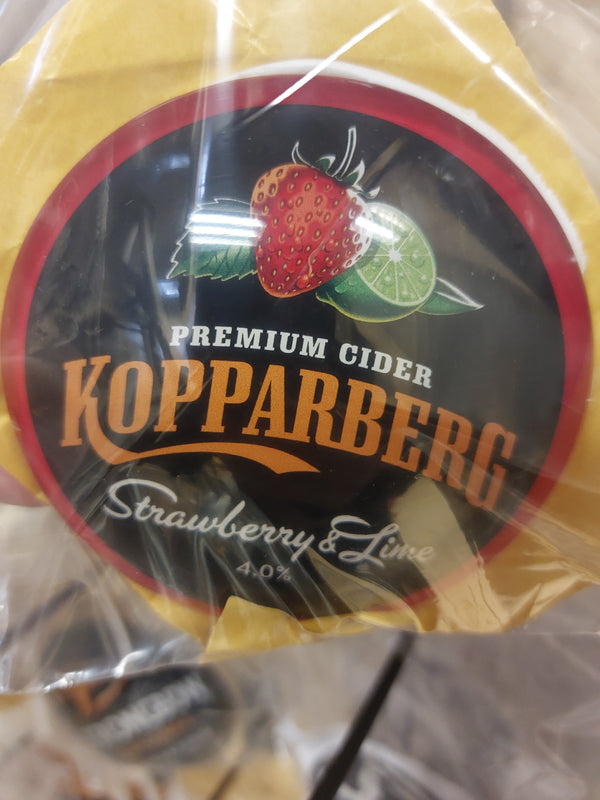 PREMIUM CIDER
KOPPARBERG
Strawberry & Lime
4.0%